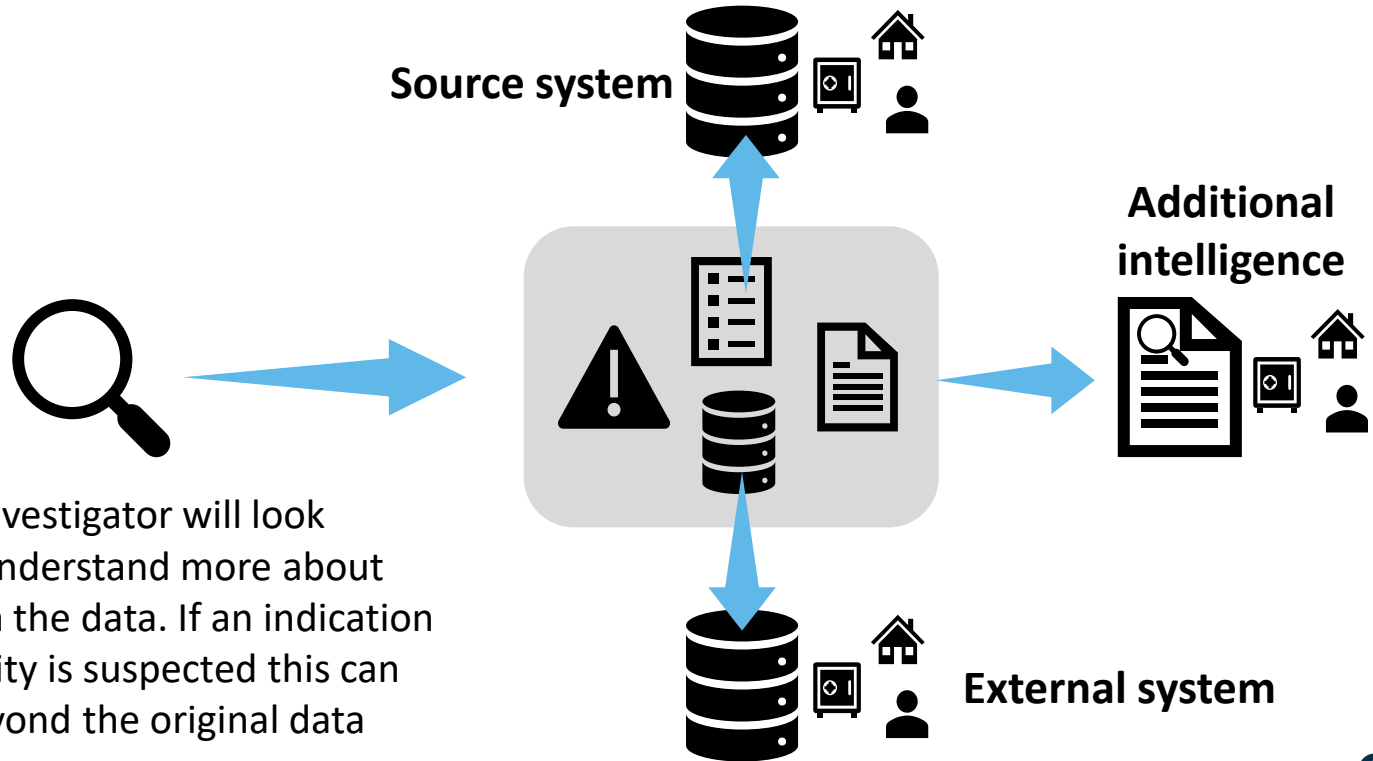 Source system
Additional
intelligence
vestigator will look
nderstand more about
the data. If an indication
ity is suspected this can
yond the original data
External system